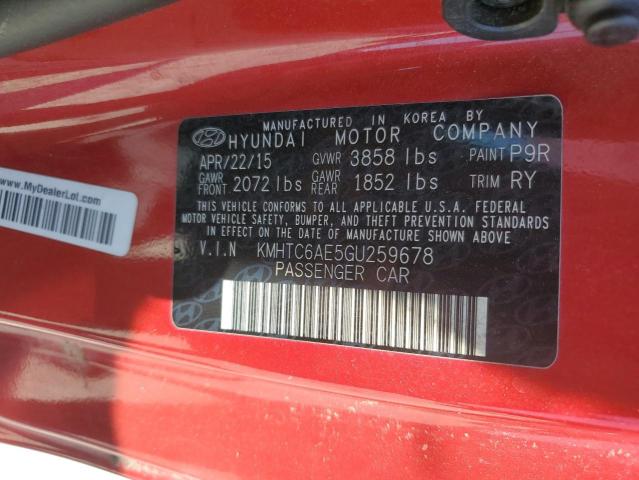 MANUFACTURED IN KOREA BY
HYUNDAI MOTOR COMPANY
APR/22/15 GVWR 3858 lbs PAINT P9R
GAWR FRONT 2072 lbs GAWR REAR 1852 lbs TRIM RY
THIS VEHICLE CONFORMS TO ALL APPLICABLE U.S.A. FEDERAL
MOTOR VEHICLE SAFETY, BUMPER, AND THEFT PREVENTION STANDARDS
IN EFFECT ON THE DATE OF MANUFACTURE SHOWN ABOVE.
V.I.N KMHTC6AE5GU259678
PASSENGER CAR
www.MyDealerLot.com